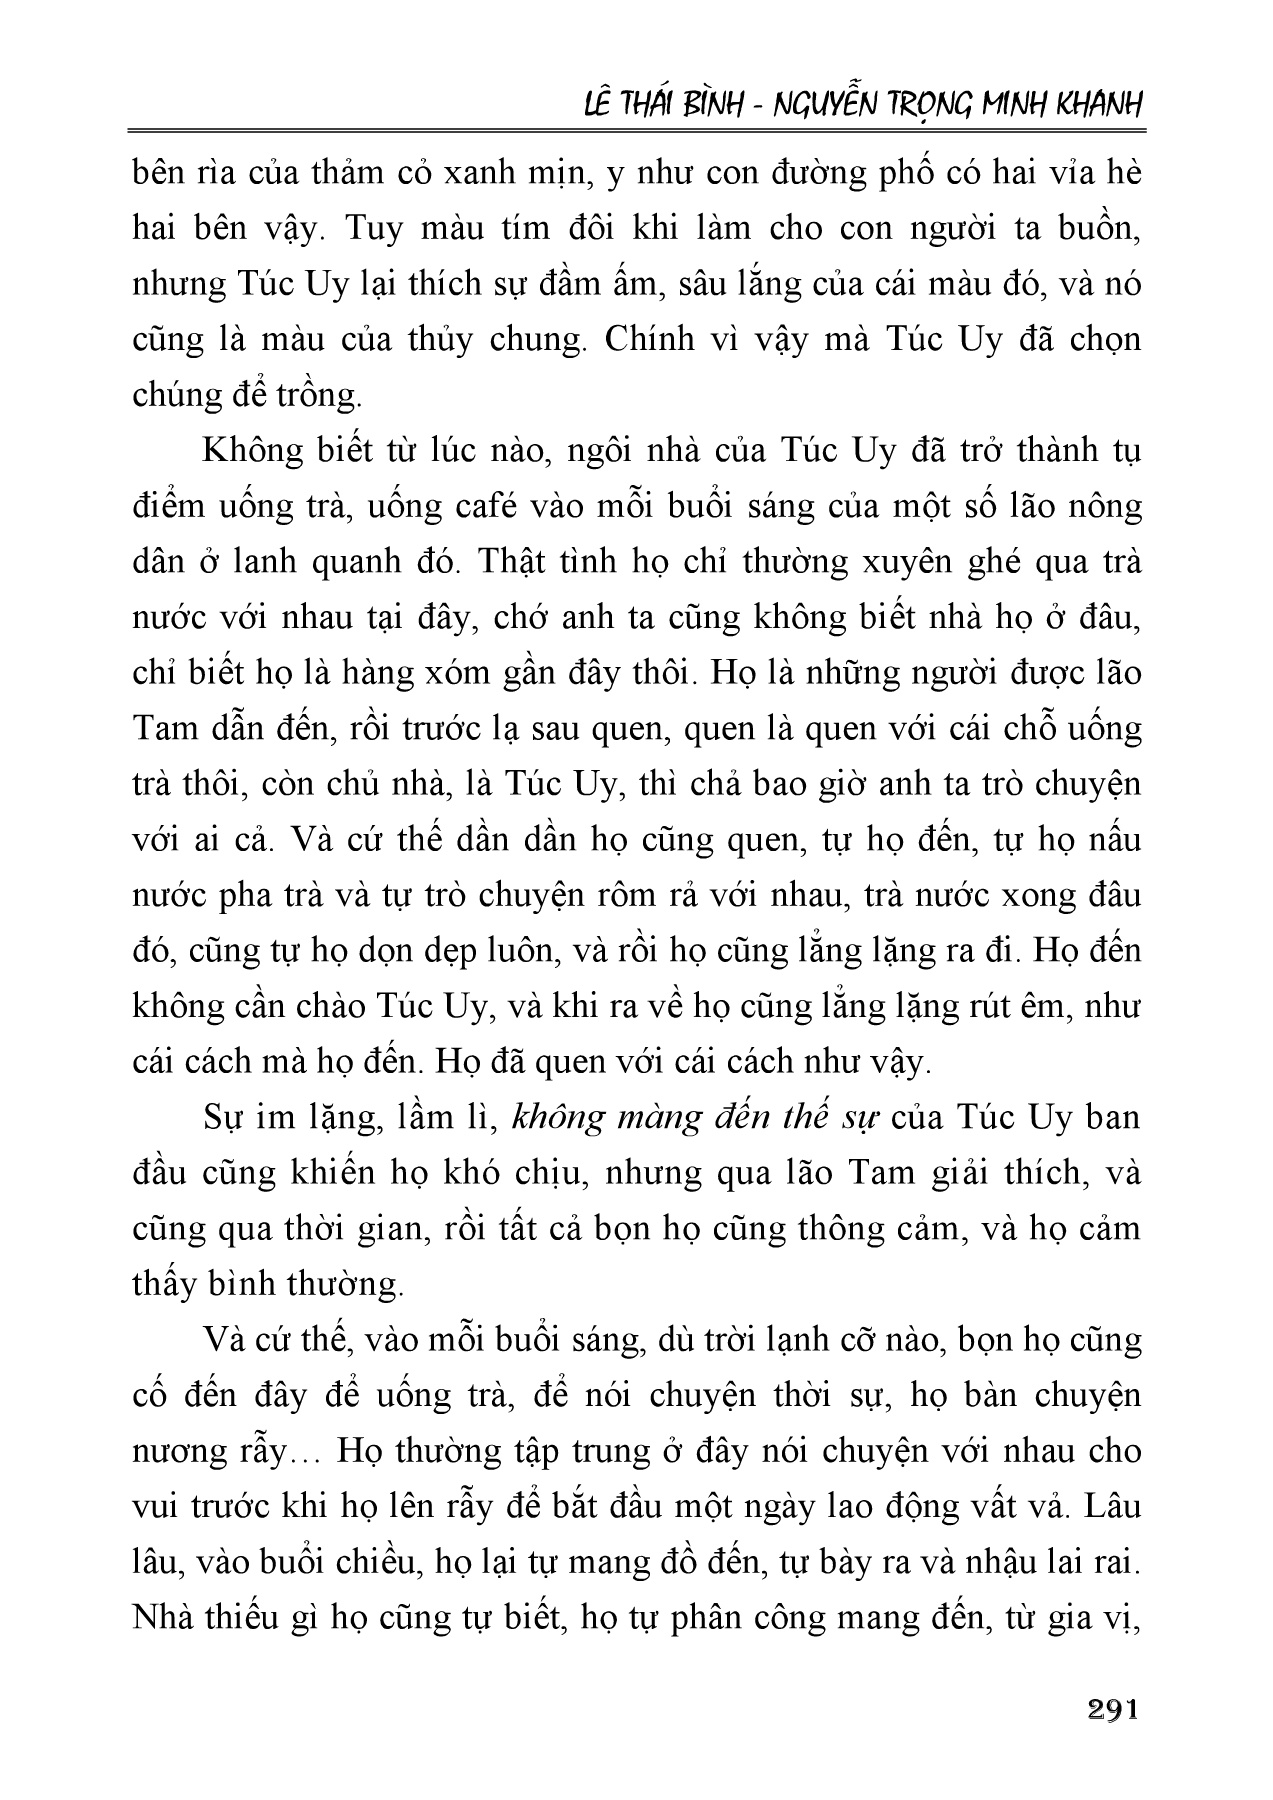 LÊ THÁI BÌNH - NGUYỄN TRỌNG MINH KHANH
bên rìa của thảm cỏ xanh mịn, y như con đường phố có hai vỉa hè
hai bên vậy. Tuy màu tím đôi khi làm cho con người ta buồn,
nhưng Túc Uy lại thích sự đầm ấm, sâu lắng của cái màu đó, và nó
cũng là màu của thủy chung. Chính vì vậy mà Túc Uy đã chọn
chúng để trồng.
Không biết từ lúc nào, ngôi nhà của Túc Uy đã trở thành tụ
điểm uống trà, uống café vào mỗi buổi sáng của một số lão nông
dân ở lanh quanh đó. Thật tình họ chỉ thường xuyên ghé qua trà
nước với nhau tại đây, chớ anh ta cũng không biết nhà họ ở đâu,
chỉ biết họ là hàng xóm gần đây thôi. Họ là những người được lão
Tam dẫn đến, rồi trước lạ sau quen, quen là quen với cái chỗ uống
trà thôi, còn chủ nhà, là Túc Uy, thì chả bao giờ anh ta trò chuyện
với ai cả. Và cứ thế dần dần họ cũng quen, tự họ đến, tự họ nấu
nước pha trà và tự trò chuyện rôm rả với nhau, trà nước xong đâu
đó, cũng tự họ dọn dẹp luôn, và rồi họ cũng lẳng lặng ra đi. Họ đến
không cần chào Túc Uy, và khi ra về họ cũng lẳng lặng rút êm, như
cái cách mà họ đến. Họ đã quen với cái cách như vậy.
Sự im lặng, lầm lì, không màng đến thế sự của Túc Uy ban
đầu cũng khiến họ khó chịu, nhưng qua lão Tam giải thích, và
cũng qua thời gian, rồi tất cả bọn họ cũng thông cảm, và họ cảm
thấy bình thường.
Và cứ thế, vào mỗi buổi sáng, dù trời lạnh cỡ nào, bọn họ cũng
cố đến đây để uống trà, để nói chuyện thời sự, họ bàn chuyện
nương rẫy… Họ thường tập trung ở đây nói chuyện với nhau cho
vui trước khi họ lên rẫy để bắt đầu một ngày lao động vất vả. Lâu
lâu, vào buổi chiều, họ lại tự mang đồ đến, tự bày ra và nhậu lai rai.
Nhà thiếu gì họ cũng tự biết, họ tự phân công mang đến, từ gia vị,
291